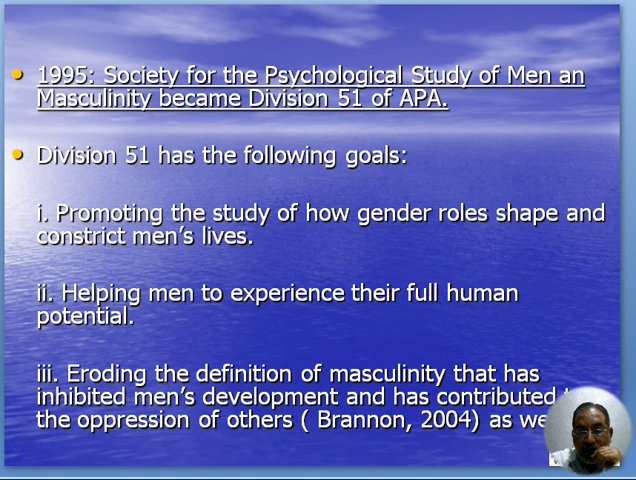 1995: Society for the Psychological Study of Men an
Masculinity became Division 51 of APA.
Division 51 has the following goals:
i. Promoting the study of how gender roles shape and
constrict men's lives.
ii. Helping men to experience their full human
potential.
iii. Eroding the definition of masculinity that has
inhibited men's development and has contributed
the oppression of others ( Brannon, 2004) as